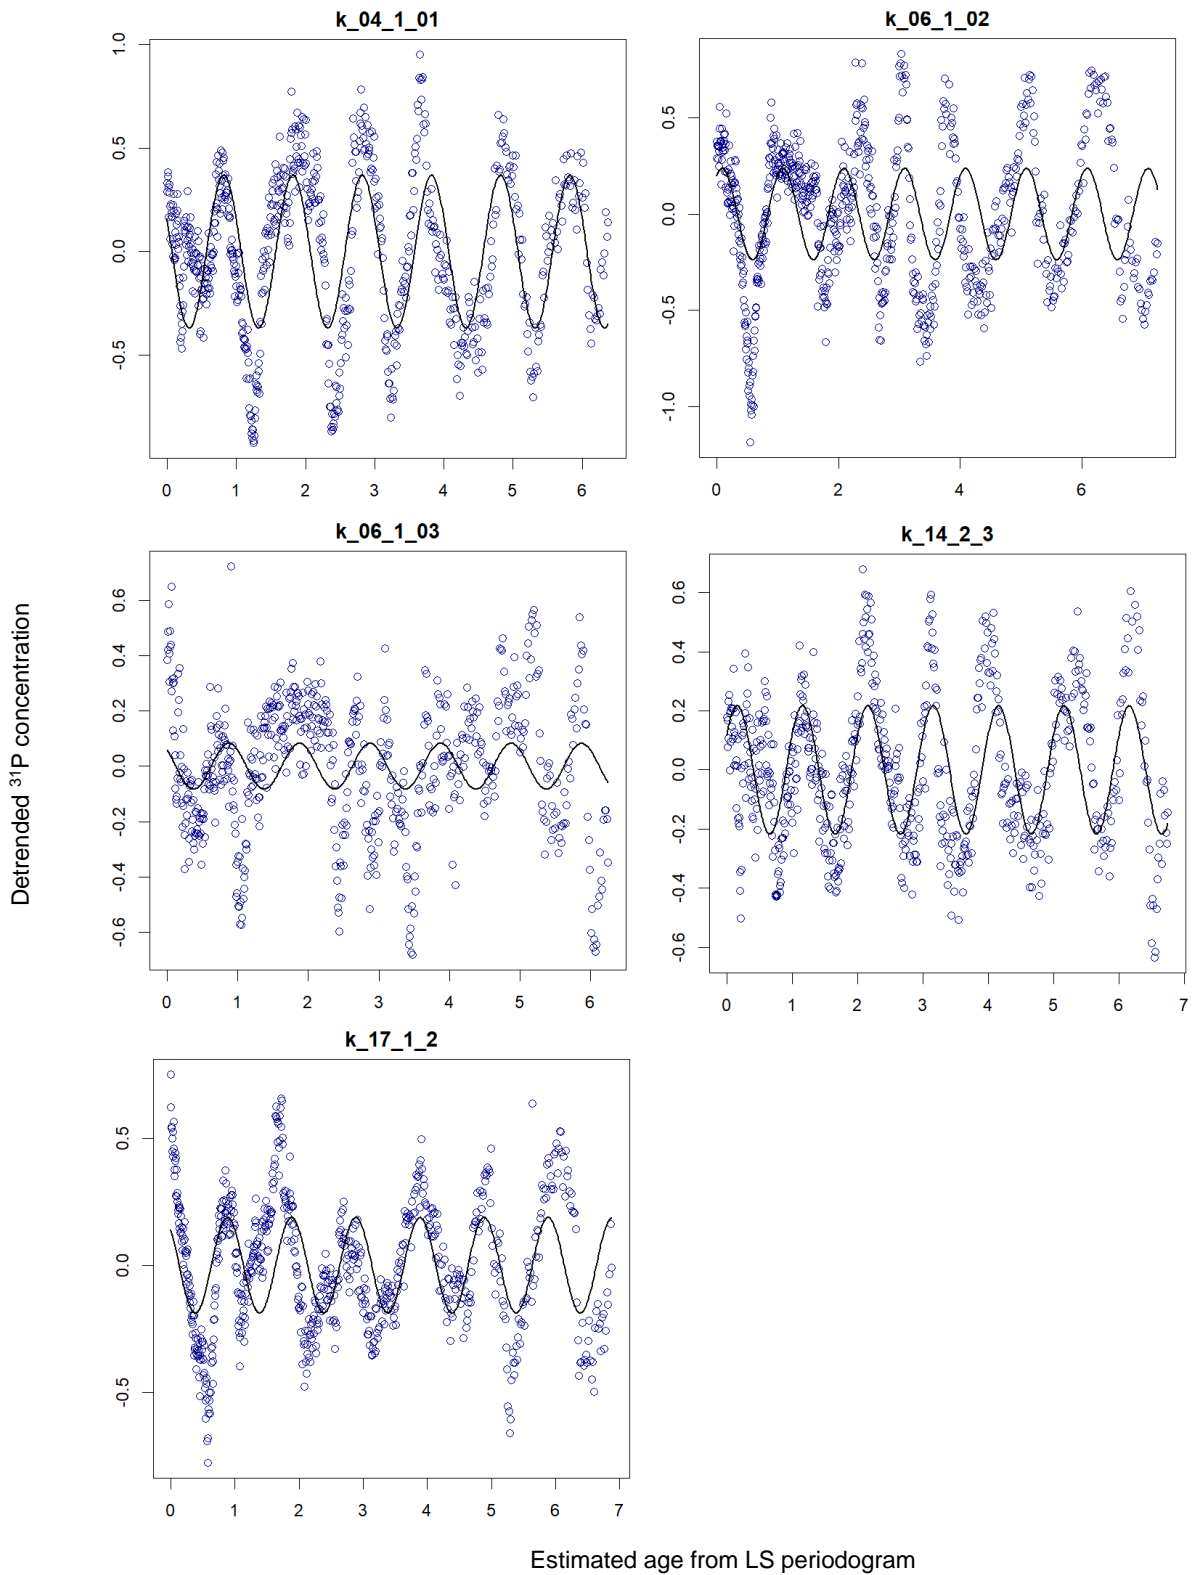 k_04_1_01
1.0
0.5
0.0
-0.5
0 1 2 3 4 5 6
k_06_1_02
0.5
0.0
-0.5
-1.0
0 2 4 6
k_06_1_03
0.6
0.4
0.2
0.0
-0.2
-0.4
-0.6
0 1 2 3 4 5 6
k_14_2_3
0.6
0.4
0.2
0.0
-0.2
-0.4
-0.6
0 1 2 3 4 5 6 7
k_17_1_2
0.5
0.0
-0.5
0 1 2 3 4 5 6 7
Detrended ³¹P concentration
Estimated age from LS periodogram